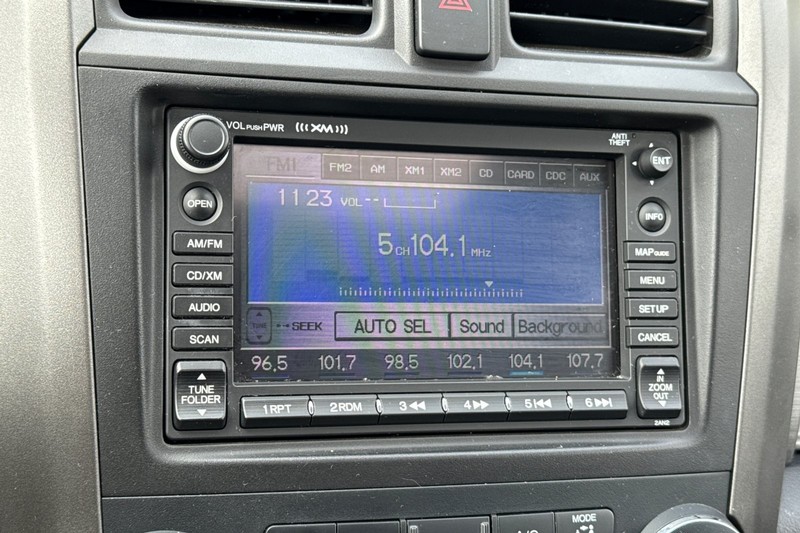 VOL PUSH PWR (((XM)))
ANTI THEFT
ENT
FM1 FM2 AM XM1 XM2 CD CARD CDC AUX
OPEN
11:23 VOL --
INFO
5CH 104.1 MHz
AM/FM
MAP GUIDE
CD/XM
MENU
AUDIO
SETUP
TUNE SEEK AUTO SEL Sound Background
SCAN
CANCEL
96.5 101.7 98.5 102.1 104.1 107.7
TUNE
FOLDER
IN
ZOOM
OUT
1 RPT 2 RDM 3 4 5 6
2AN2
A/C MODE